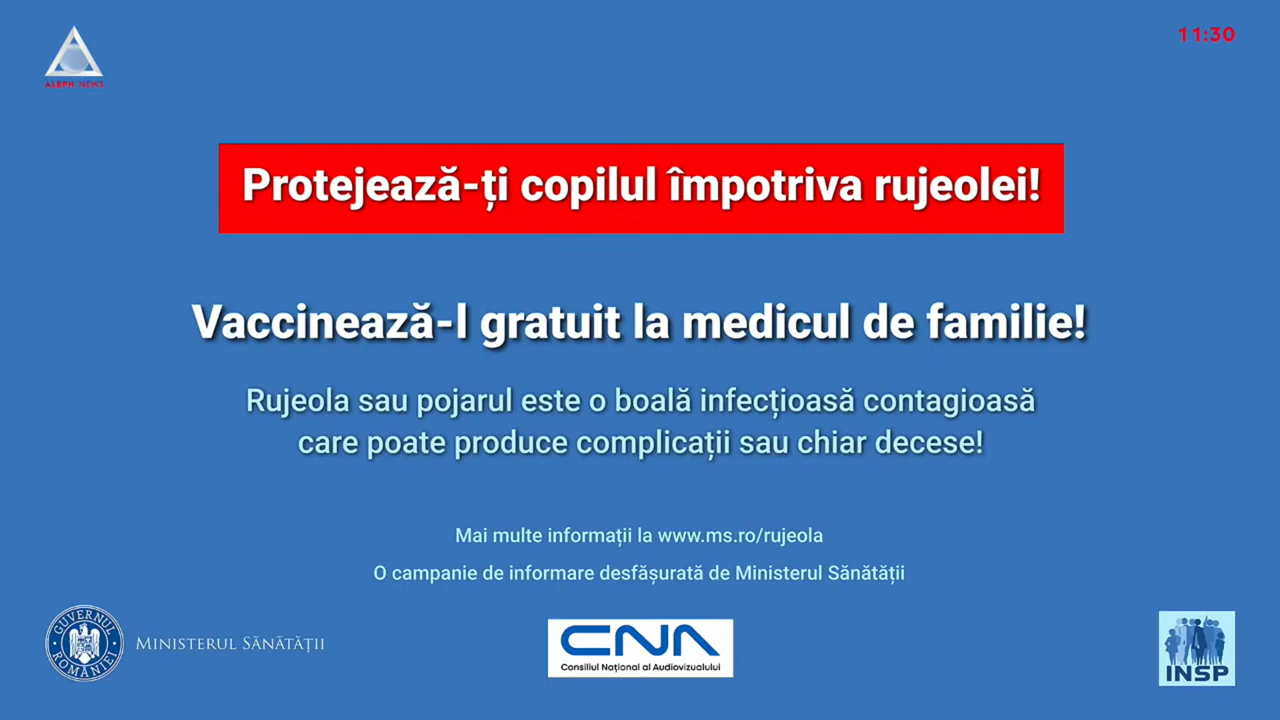 ALEPH NEWS
11:30
Protejează-ți copilul împotriva rujeolei!
Vaccinează-l gratuit la medicul de familie!
Rujeola sau pojarul este o boală infecțioasă contagioasă
care poate produce complicații sau chiar decese!
Mai multe informații la www.ms.ro/rujeola
O campanie de informare desfășurată de Ministerul Sănătății
GUVERNUL ROMÂNIEI
MINISTERUL SĂNĂTĂȚII
CNA
Consiliul Național al Audiovizualului
INSP